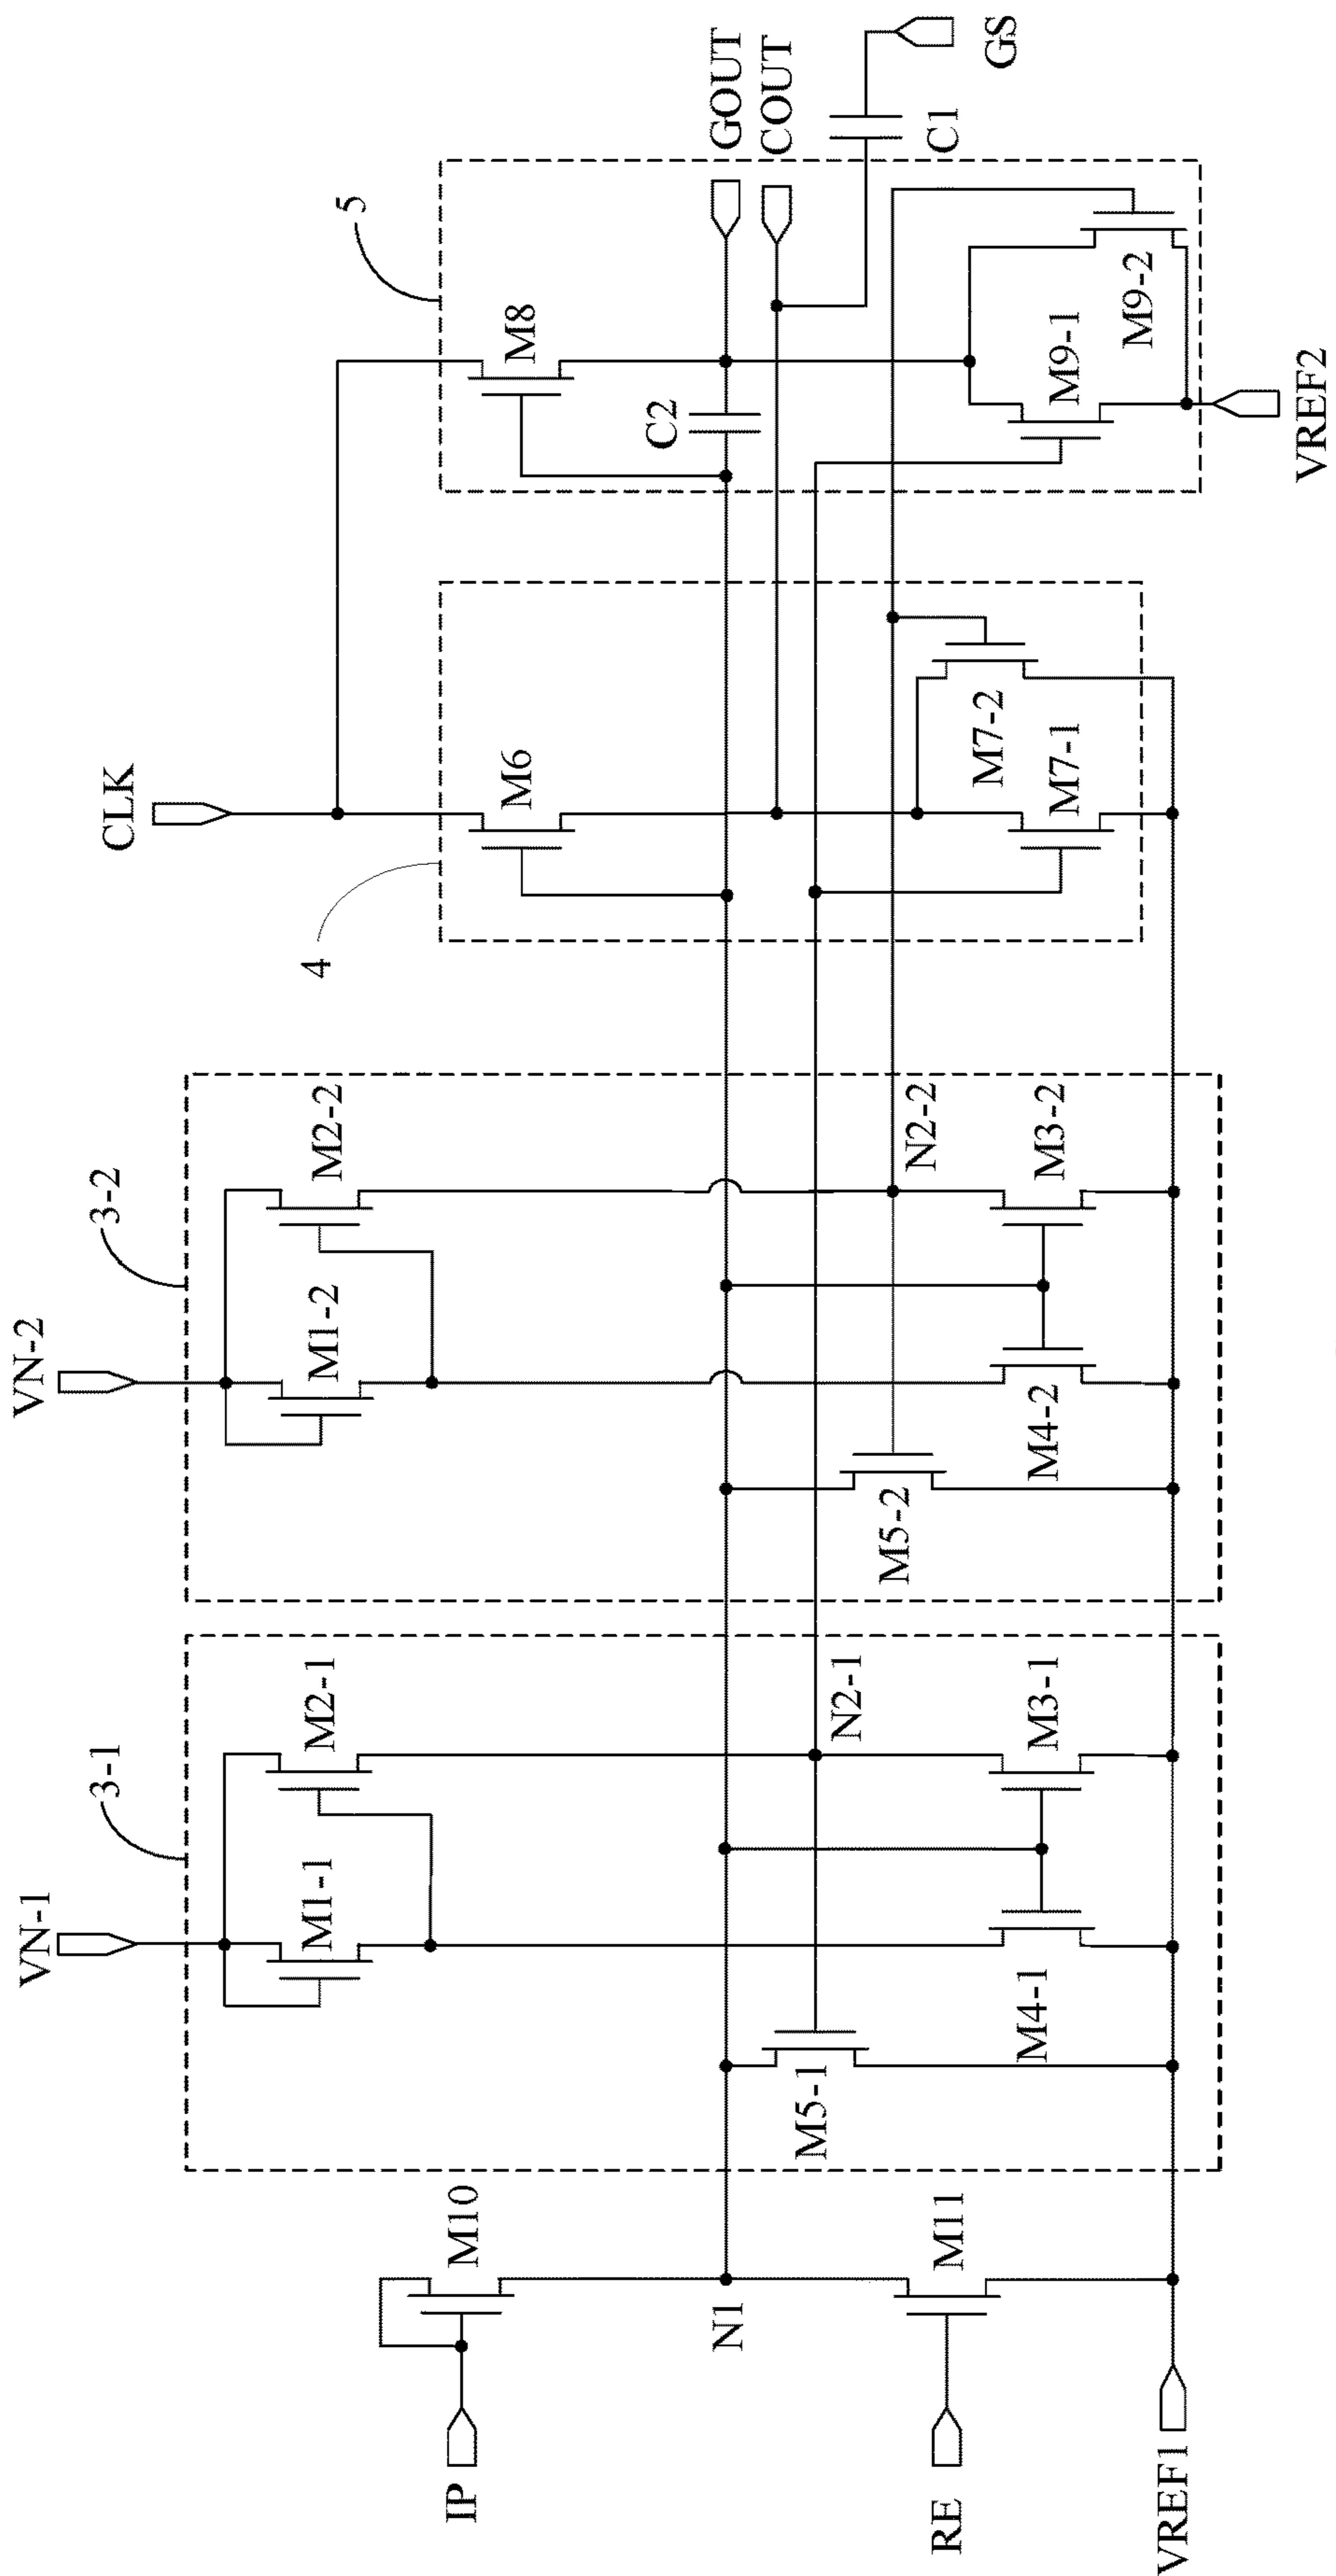 VN-1
VN-2
CLK
3-1
3-2
4
5
M1-1
M2-1
M1-2
M2-2
M6
M8
IP
M10
N1
C2
GOUT
COUT
M5-1
N2-1
M5-2
N2-2
C1
GS
RE
M11
M4-1
M3-1
M4-2
M3-2
M7-2
M7-1
M9-1
M9-2
VREF1
VREF2